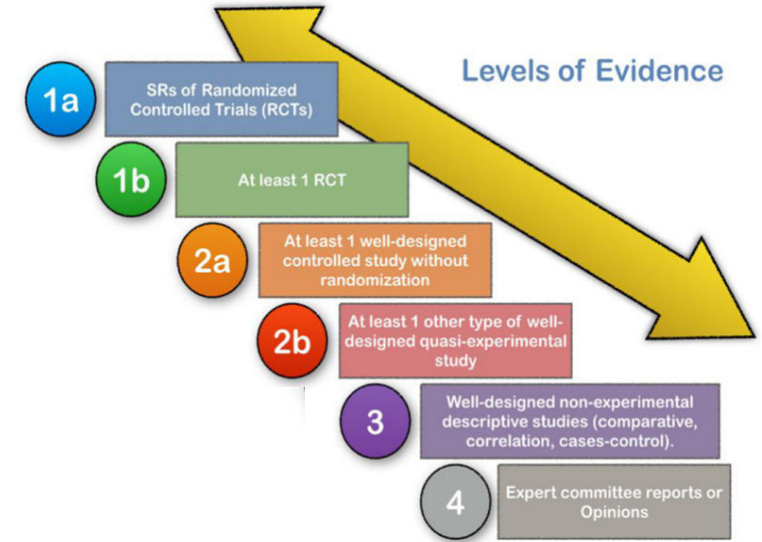 Levels of Evidence
1a
SRs of Randomized
Controlled Trials (RCTs)
1b
At least 1 RCT
2a
At least 1 well-designed
controlled study without
randomization
2b
At least 1 other type of well-
designed quasi-experimental
study
3
Well-designed non-experimental
descriptive studies (comparative,
correlation, cases-control).
4
Expert committee reports or
Opinions